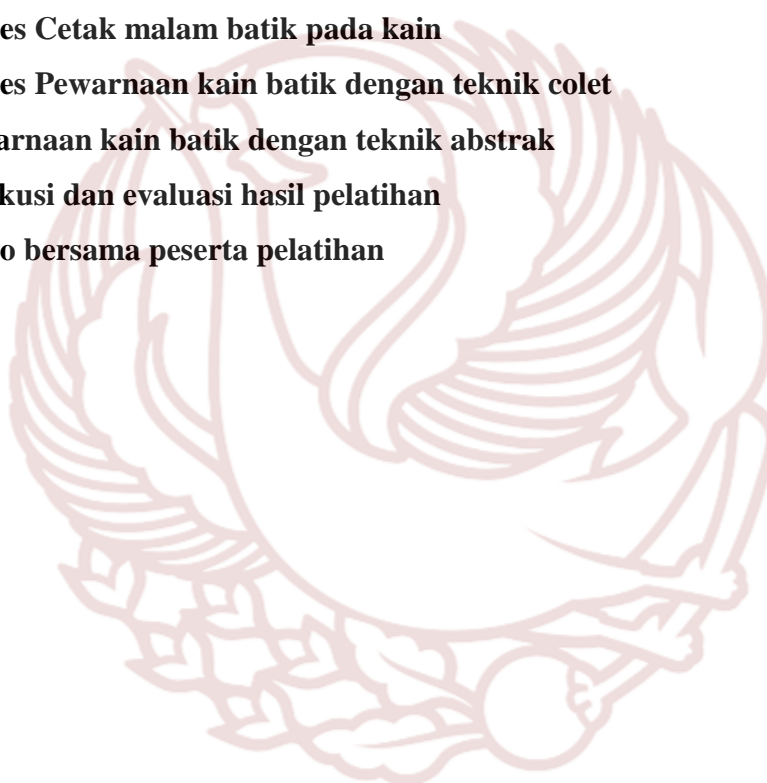 es Cetak malam batik pada kain
es Pewarnaan kain batik dengan teknik colet
arnaan kain batik dengan teknik abstrak
kusi dan evaluasi hasil pelatihan
o bersama peserta pelatihan